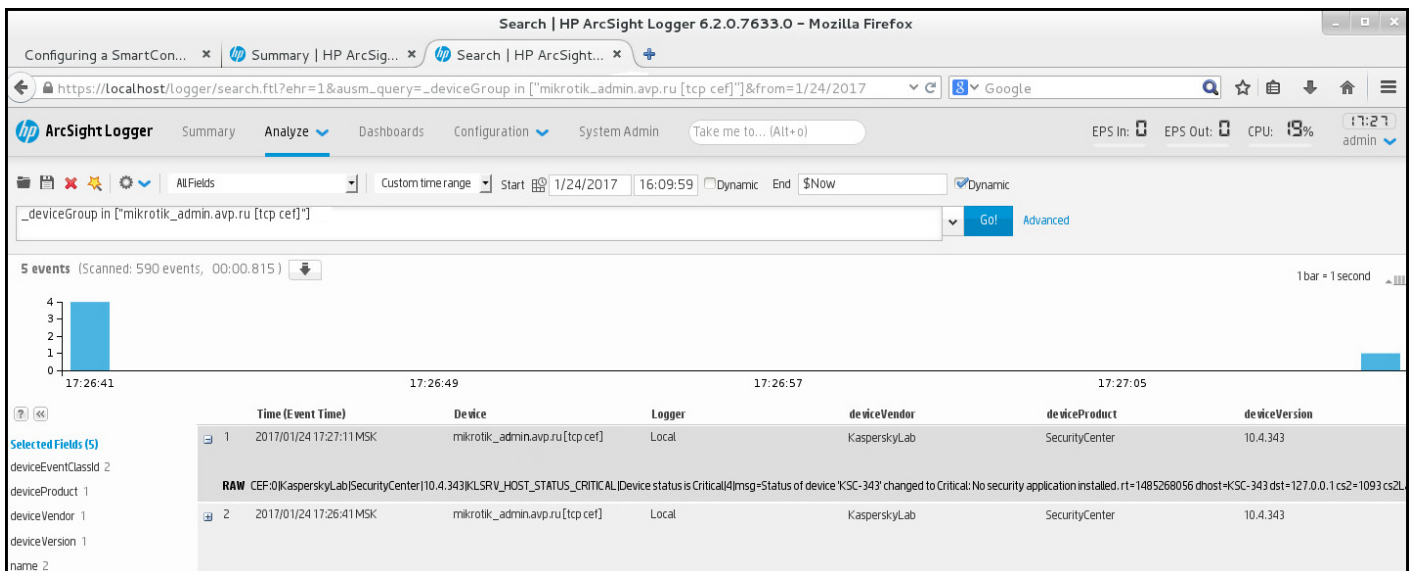 Search | HP ArcSight Logger 6.2.0.7633.0 - Mozilla Firefox
Configuring a SmartCon... Summary | HP ArcSig... Search | HP ArcSight...
https://localhost/logger/search.ftl?ehr=1&ausm_query=_deviceGroup in ["mikrotik_admin.avp.ru [tcp cef]"]&from=1/24/2017 Google
hp ArcSight Logger Summary Analyze Dashboards Configuration System Admin Take me to... (Alt+o) EPS In: 0 EPS Out: 0 CPU: 19% 17:27
admin
All Fields Custom time range Start 1/24/2017 16:09:59 Dynamic End $Now Dynamic
_deviceGroup in ["mikrotik_admin.avp.ru [tcp cef]"] Go! Advanced
5 events (Scanned: 590 events, 00:00.815)
1 bar = 1 second
4
3
2
1
0
17:26:41 17:26:49 17:26:57 17:27:05
Time (Event Time) Device Logger deviceVendor deviceProduct deviceVersion
Selected Fields (5) 1 2017/01/24 17:27:11 MSK mikrotik_admin.avp.ru [tcp cef] Local KasperskyLab SecurityCenter 10.4.343
deviceEventClassId 2
deviceProduct 1
RAW CEF:0|KasperskyLab|SecurityCenter|10.4.343|KLSRV_HOST_STATUS_CRITICAL|Device status is Critical|4|msg=Status of device 'KSC-343' changed to Critical: No security application installed. rt=1485268056 dhost=KSC-343 dst=127.0.0.1 cs2=1093 cs2L
deviceVendor 1 2 2017/01/24 17:26:41 MSK mikrotik_admin.avp.ru [tcp cef] Local KasperskyLab SecurityCenter 10.4.343
deviceVersion 1
name 2